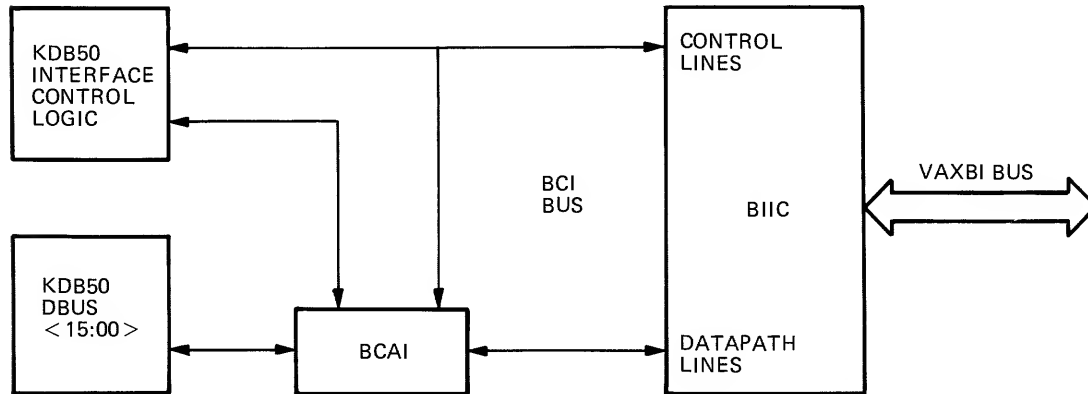 KDB50
INTERFACE
CONTROL
LOGIC
CONTROL
LINES
BCI
BUS
BIIC
VAXBI BUS
KDB50
DBUS
<15:00>
BCAI
DATAPATH
LINES